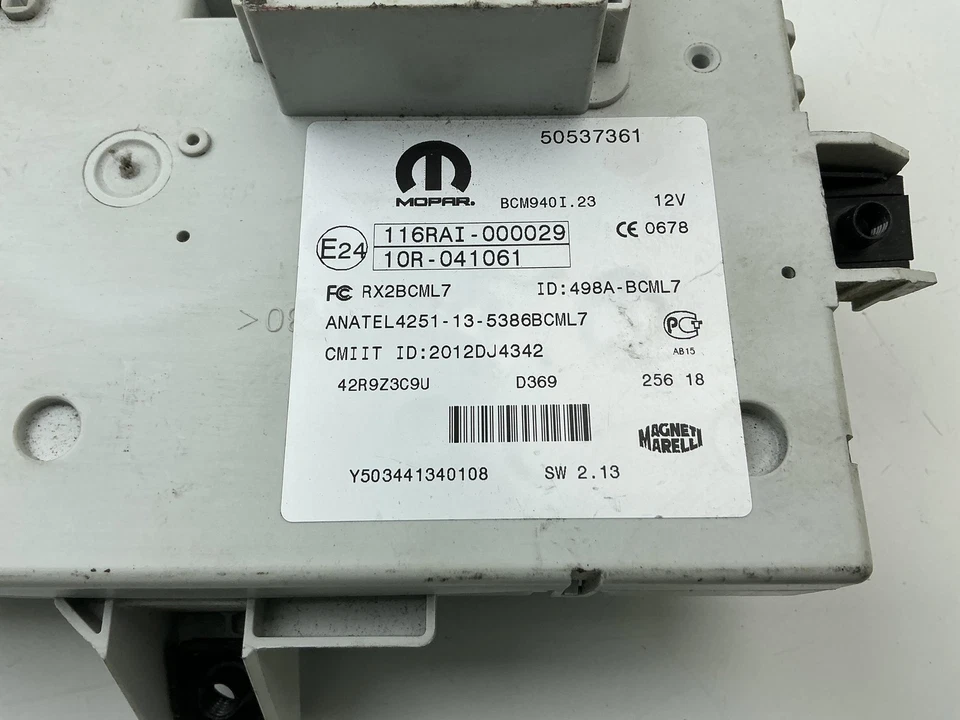 50537361
MOPAR.
BCM940I.23 12V
E24 116RAI-000029 CE 0678
10R-041061
FC RX2BCML7 ID:498A-BCML7
ANATEL4251-13-5386BCML7
CMIIT ID:2012DJ4342 AB15
42R9Z3C9U D369 256 18
MAGNETI
MARELLI
Y503441340108 SW 2.13